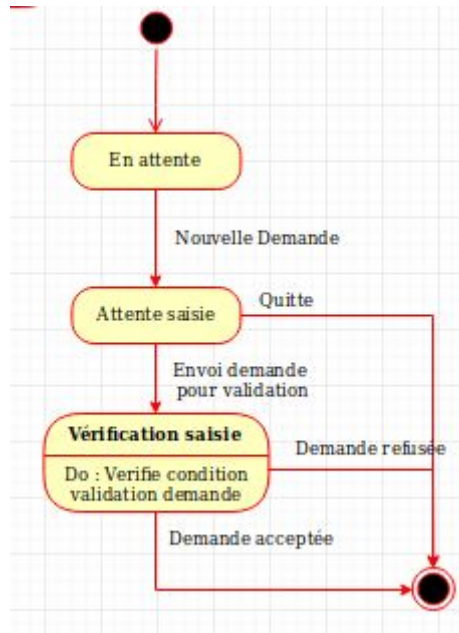 En attente
Nouvelle Demande
Attente saisie
Quitte
Envoi demande
pour validation
Vérification saisie
Demande refusée
Do : Verifie condition
validation demande
Demande acceptée